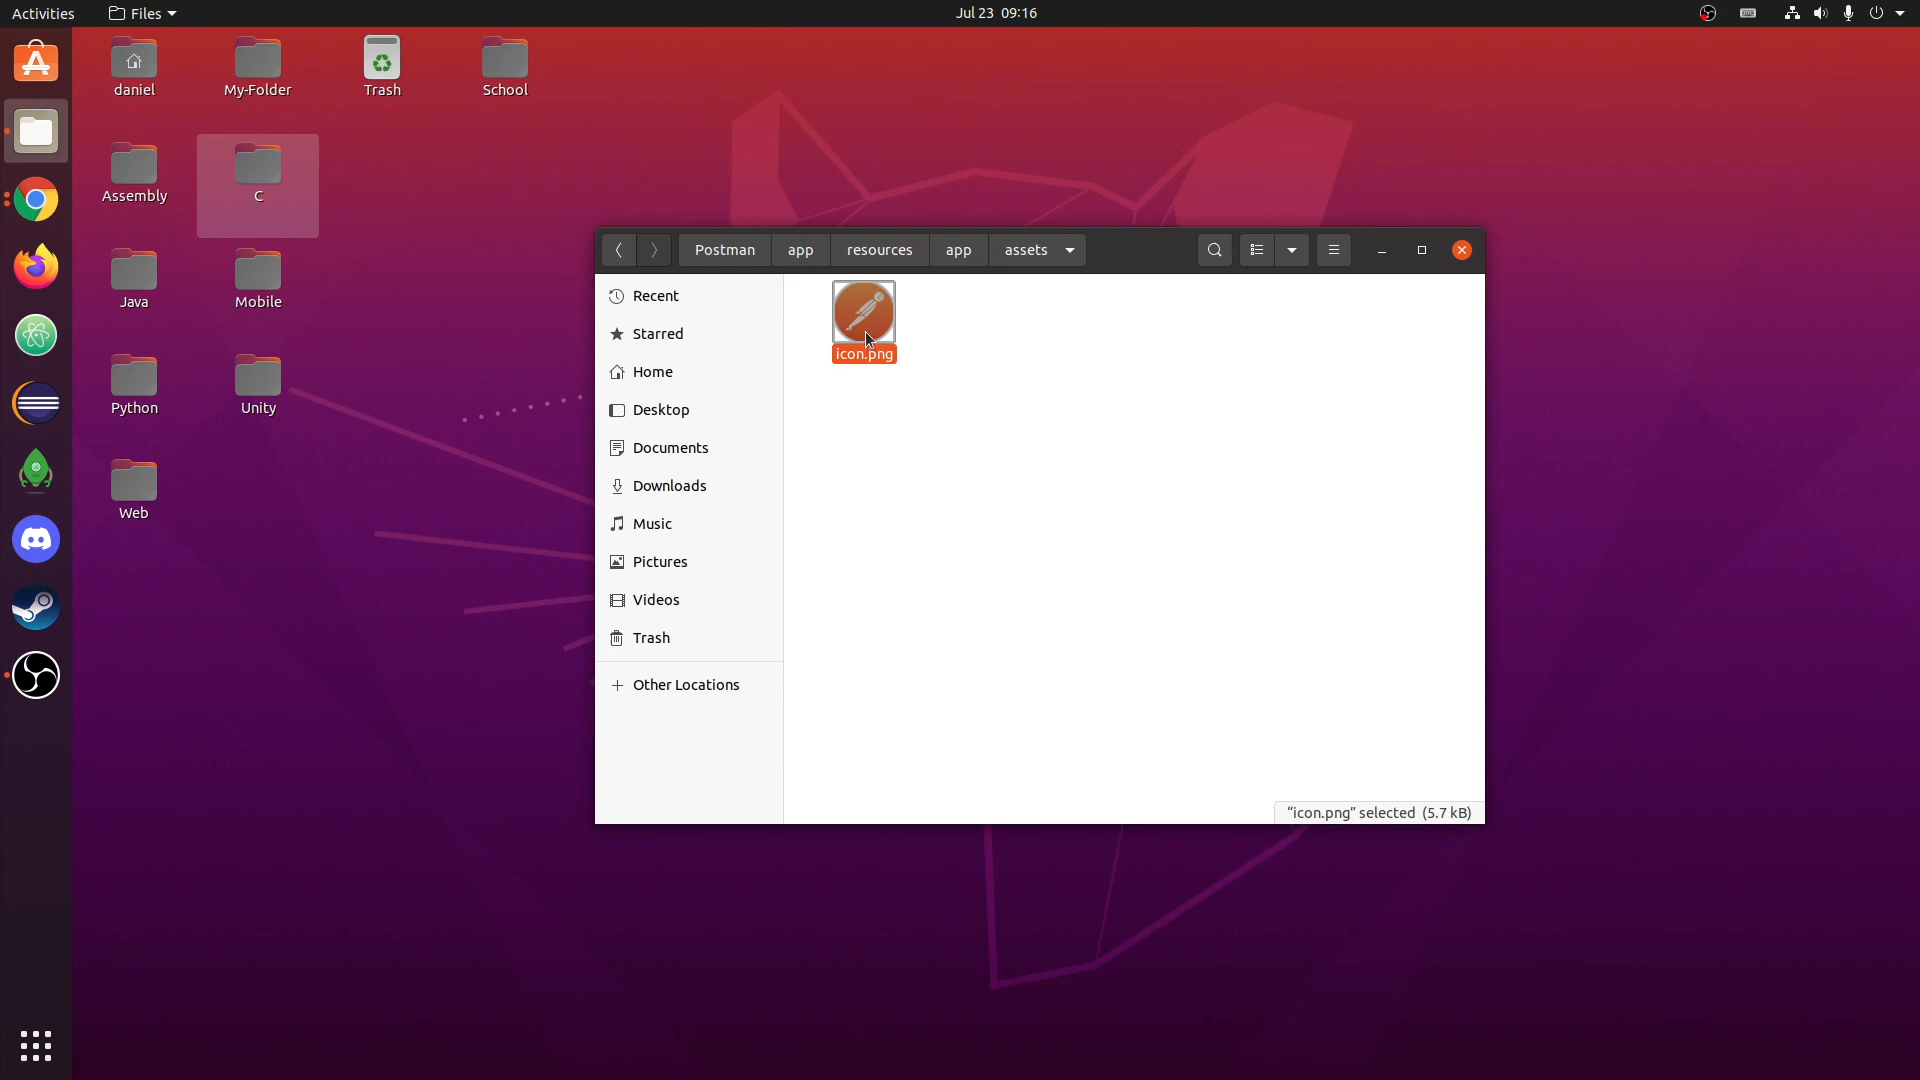 Activities
Files
Jul 23 09:16
daniel
My-Folder
Trash
School
Assembly
C
Java
Mobile
Python
Unity
Web
Postman
app
resources
app
assets
Recent
Starred
Home
Desktop
Documents
Downloads
Music
Pictures
Videos
Trash
Other Locations
icon.png
“icon.png” selected (5.7 kB)